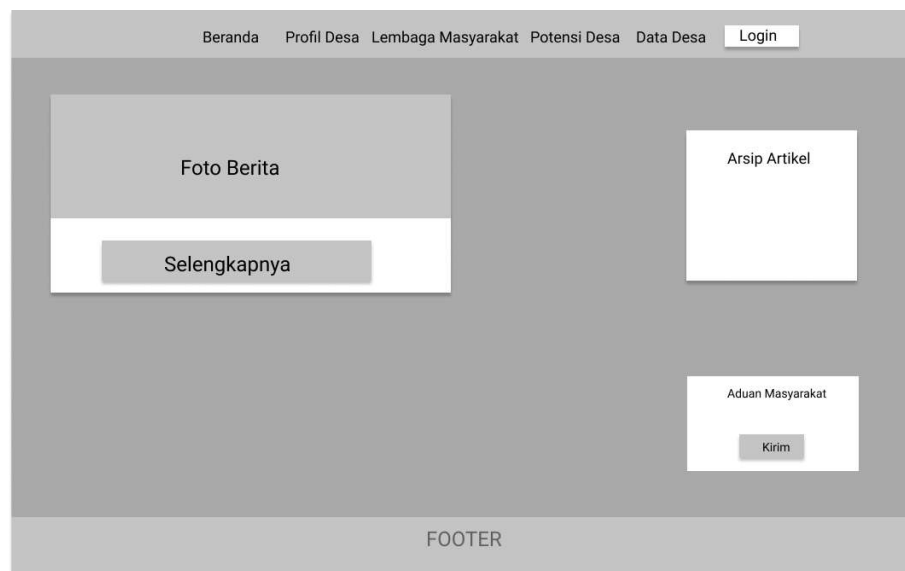 Beranda Profil Desa Lembaga Masyarakat Potensi Desa Data Desa Login
Foto Berita
Selengkapnya
Arsip Artikel
Aduan Masyarakat
Kirim
FOOTER